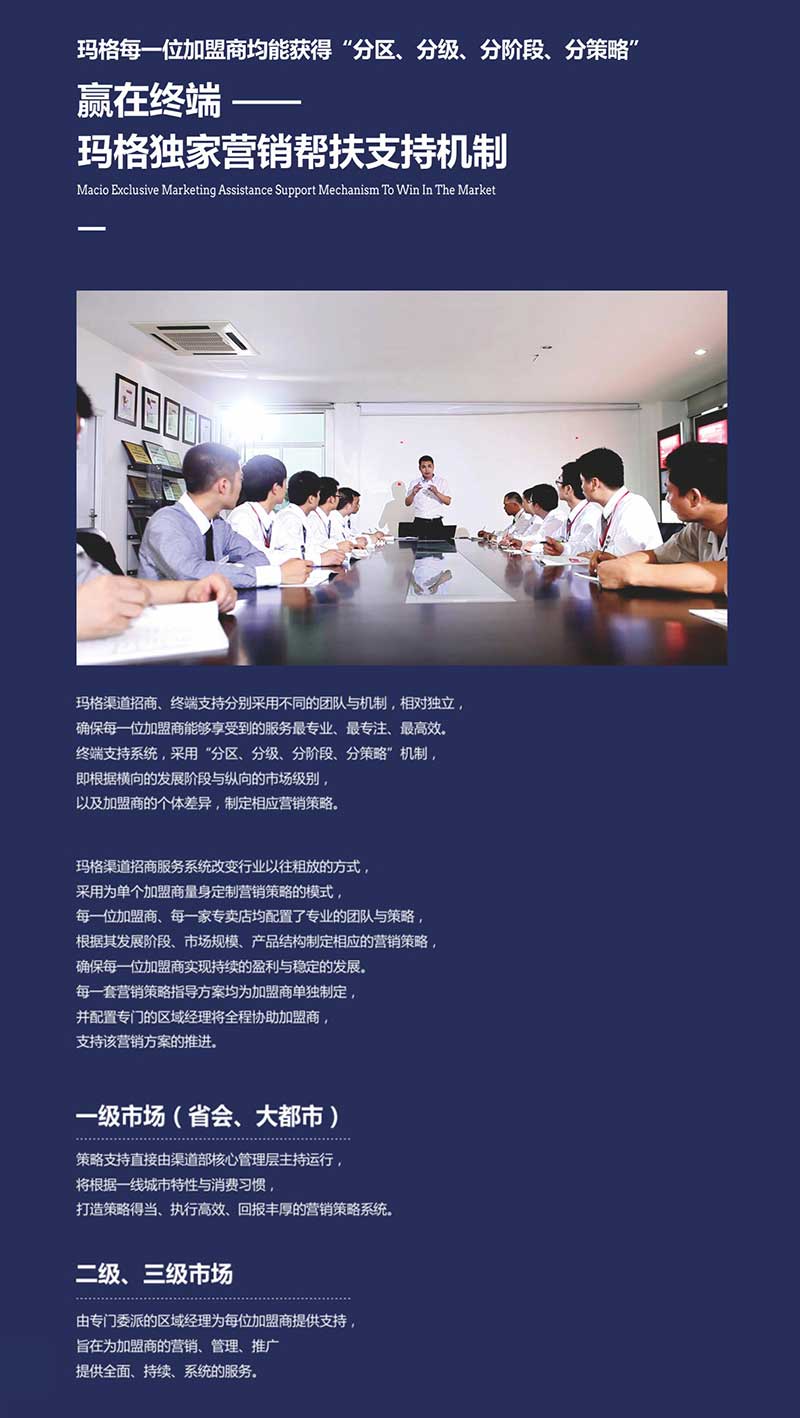 玛格每一位加盟商均能获得“分区、分级、分阶段、分策略”
赢在终端 ——
玛格独家营销帮扶支持机制
Macio Exclusive Marketing Assistance Support Mechanism To Win In The Market
玛格渠道招商、终端支持分别采用不同的团队与机制，相对独立，
确保每一位加盟商能够享受到的服务最专业、最专注、最高效。
终端支持系统，采用“分区、分级、分阶段、分策略”机制，
即根据横向的发展阶段与纵向的市场级别，
以及加盟商的个体差异，制定相应营销策略。
玛格渠道招商服务系统改变行业以往粗放的方式，
采用为单个加盟商量身定制营销策略的模式，
每一位加盟商、每一家专卖店均配置了专业的团队与策略，
根据其发展阶段、市场规模、产品结构制定相应的营销策略，
确保每一位加盟商实现持续的盈利与稳定的发展。
每一套营销策略指导方案均为加盟商单独制定，
并配置专门的区域经理将全程协助加盟商，
支持该营销方案的推进。
一级市场（省会、大都市）
策略支持直接由渠道部核心管理层主持运行，
将根据一线城市特性与消费习惯，
打造策略得当、执行高效、回报丰厚的营销策略系统。
二级、三级市场
由专门委派的区域经理为每位加盟商提供支持，
旨在为加盟商的营销、管理、推广
提供全面、持续、系统的服务。